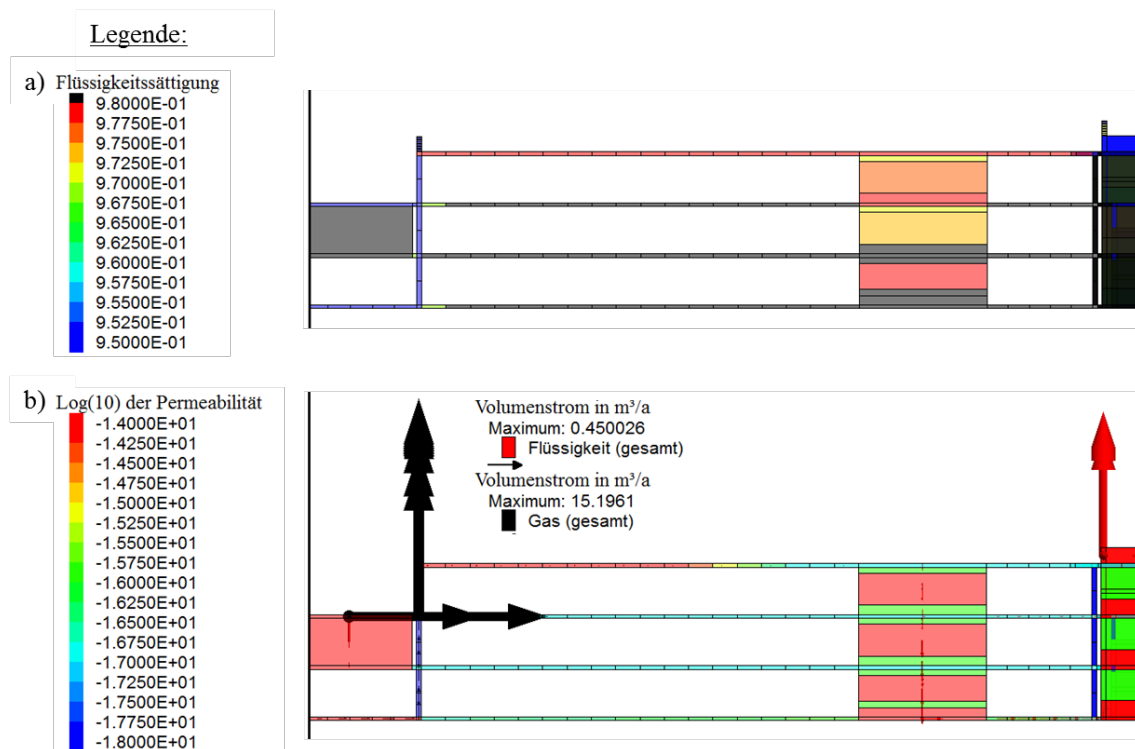 Legende:
a) Flüssigkeitssättigung
9.8000E-01
9.7750E-01
9.7500E-01
9.7250E-01
9.7000E-01
9.6750E-01
9.6500E-01
9.6250E-01
9.6000E-01
9.5750E-01
9.5500E-01
9.5250E-01
9.5000E-01
b) Log(10) der Permeabilität
-1.4000E+01
-1.4250E+01
-1.4500E+01
-1.4750E+01
-1.5000E+01
-1.5250E+01
-1.5500E+01
-1.5750E+01
-1.6000E+01
-1.6250E+01
-1.6500E+01
-1.6750E+01
-1.7000E+01
-1.7250E+01
-1.7500E+01
-1.7750E+01
-1.8000E+01
Volumenstrom in m³/a
Maximum: 0.450026
Flüssigkeit (gesamt)
Volumenstrom in m³/a
Maximum: 15.1961
Gas (gesamt)